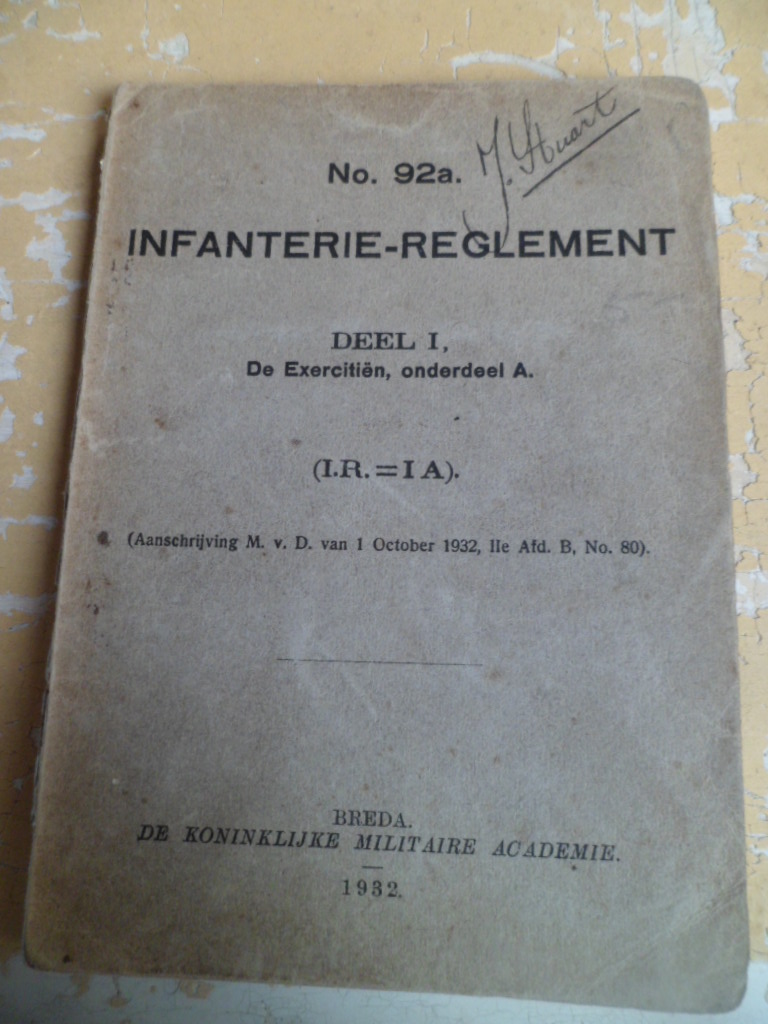 J. Stuart
No. 92a.
INFANTERIE-REGLEMENT
DEEL I,
De Exercitiën, onderdeel A.
(I.R. = I A).
(Aanschrijving M. v. D. van 1 October 1932, IIe Afd. B, No. 80).
BREDA.
DE KONINKLIJKE MILITAIRE ACADEMIE.
1932.